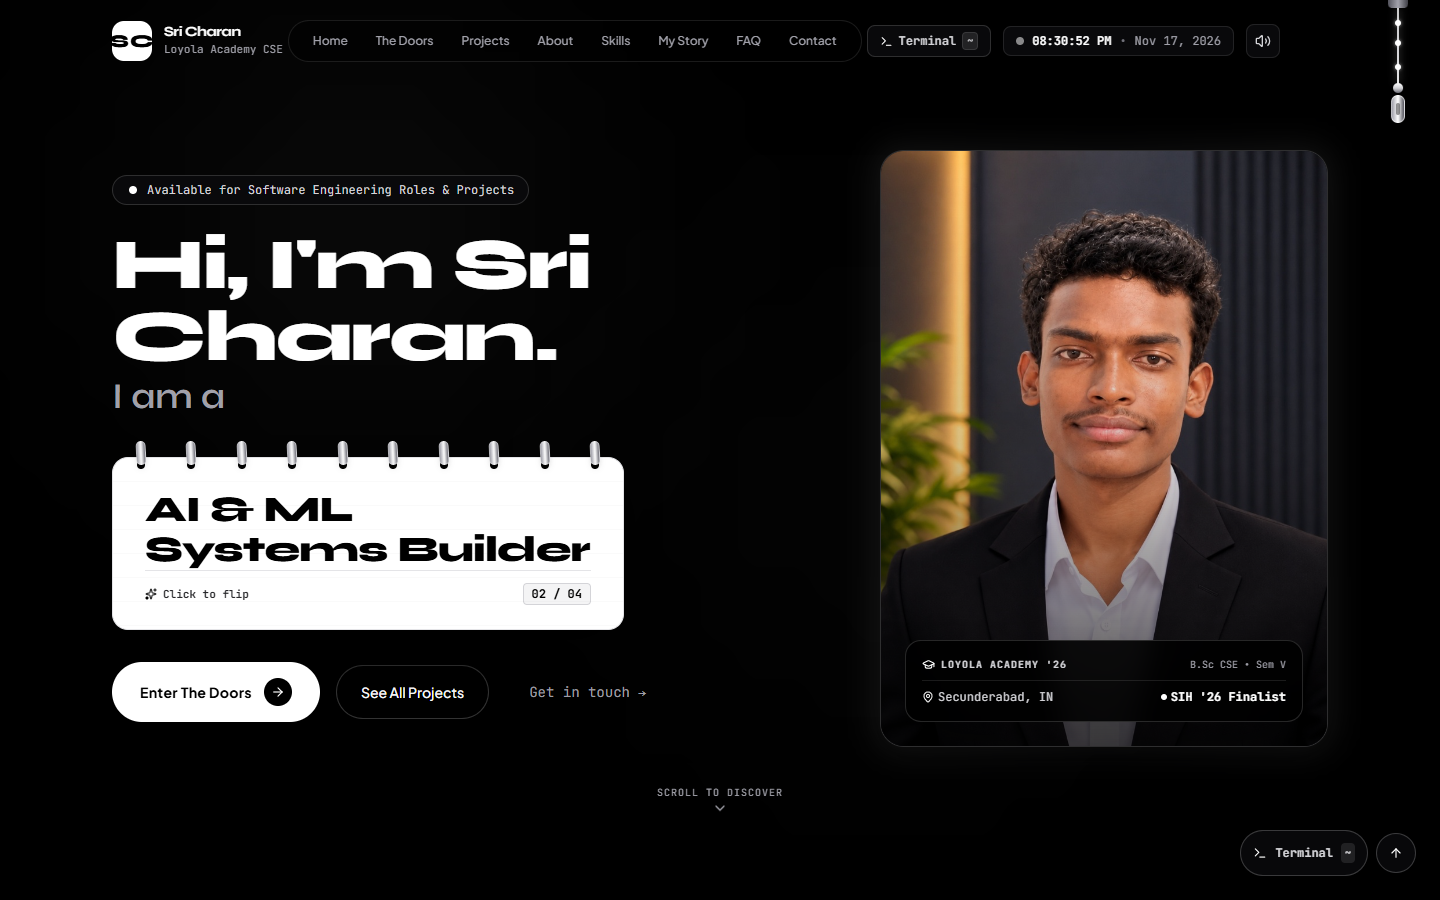 SC
Sri Charan
Loyola Academy CSE
Home
The Doors
Projects
About
Skills
My Story
FAQ
Contact
>_ Terminal ~
08:30:52 PM • Nov 17, 2026
Available for Software Engineering Roles & Projects
Hi, I'm Sri
Charan.
I am a
AI & ML
Systems Builder
Click to flip
02 / 04
Enter The Doors →
See All Projects
Get in touch →
LOYOLA ACADEMY '26
B.Sc CSE • Sem V
Secunderabad, IN
SIH '26 Finalist
SCROLL TO DISCOVER
>_ Terminal ~